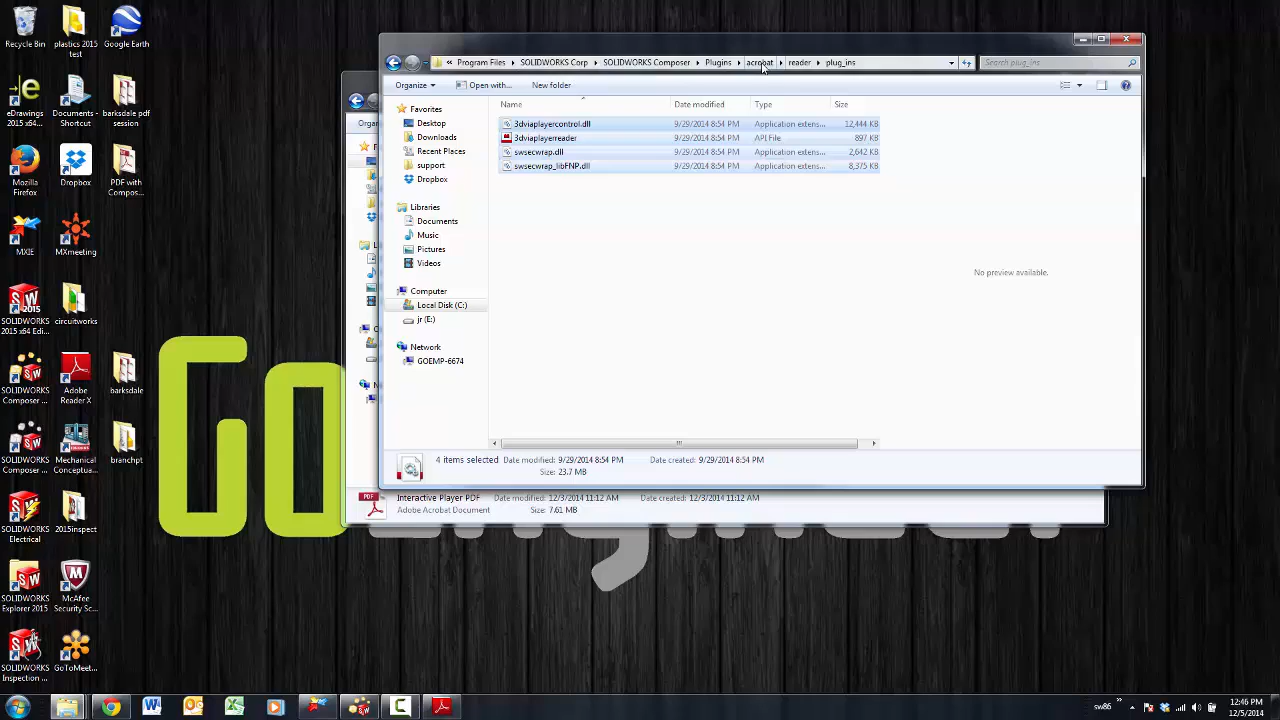 Recycle Bin
plastics 2015 test
Google Earth
eDrawings 2015 x64...
Documents - Shortcut
barksdale pdf session
Mozilla Firefox
Dropbox
PDF with Compos...
MXIE
MXmeeting
SOLIDWORKS 2015 x64 Edi...
circuitworks
SOLIDWORKS Composer ...
Adobe Reader X
barksdale
SOLIDWORKS Composer ...
Mechanical Conceptua...
branchpt
SOLIDWORKS Electrical
2015inspect
SOLIDWORKS Explorer 2015
McAfee Security Sc...
SOLIDWORKS Inspection ...
GoToMeet...
Go
« Program Files ▸ SOLIDWORKS Corp ▸ SOLIDWORKS Composer ▸ Plugins ▸ acrobat ▸ reader ▸ plug_ins
Search plug_ins
Organize
Open with...
New folder
Name Date modified Type Size
3dviaplayercontrol.dll 9/29/2014 8:54 PM Application extens... 12,444 KB
3dviaplayerreader 9/29/2014 8:54 PM API File 897 KB
swsecwrap.dll 9/29/2014 8:54 PM Application extens... 2,642 KB
swsecwrap_libFNP.dll 9/29/2014 8:54 PM Application extens... 8,375 KB
Favorites
Desktop
Downloads
Recent Places
support
Dropbox
Libraries
Documents
Music
Pictures
Videos
Computer
Local Disk (C:)
jr (E:)
Network
GOEMP-6674
No preview available.
4 items selected Date modified: 9/29/2014 8:54 PM Date created: 9/29/2014 8:54 PM
Size: 23.7 MB
Organ
Interactive Player PDF Date modified: 12/3/2014 11:12 AM Date created: 12/3/2014 11:12 AM
Adobe Acrobat Document Size: 7.61 MB
sw86
12:46 PM
12/5/2014